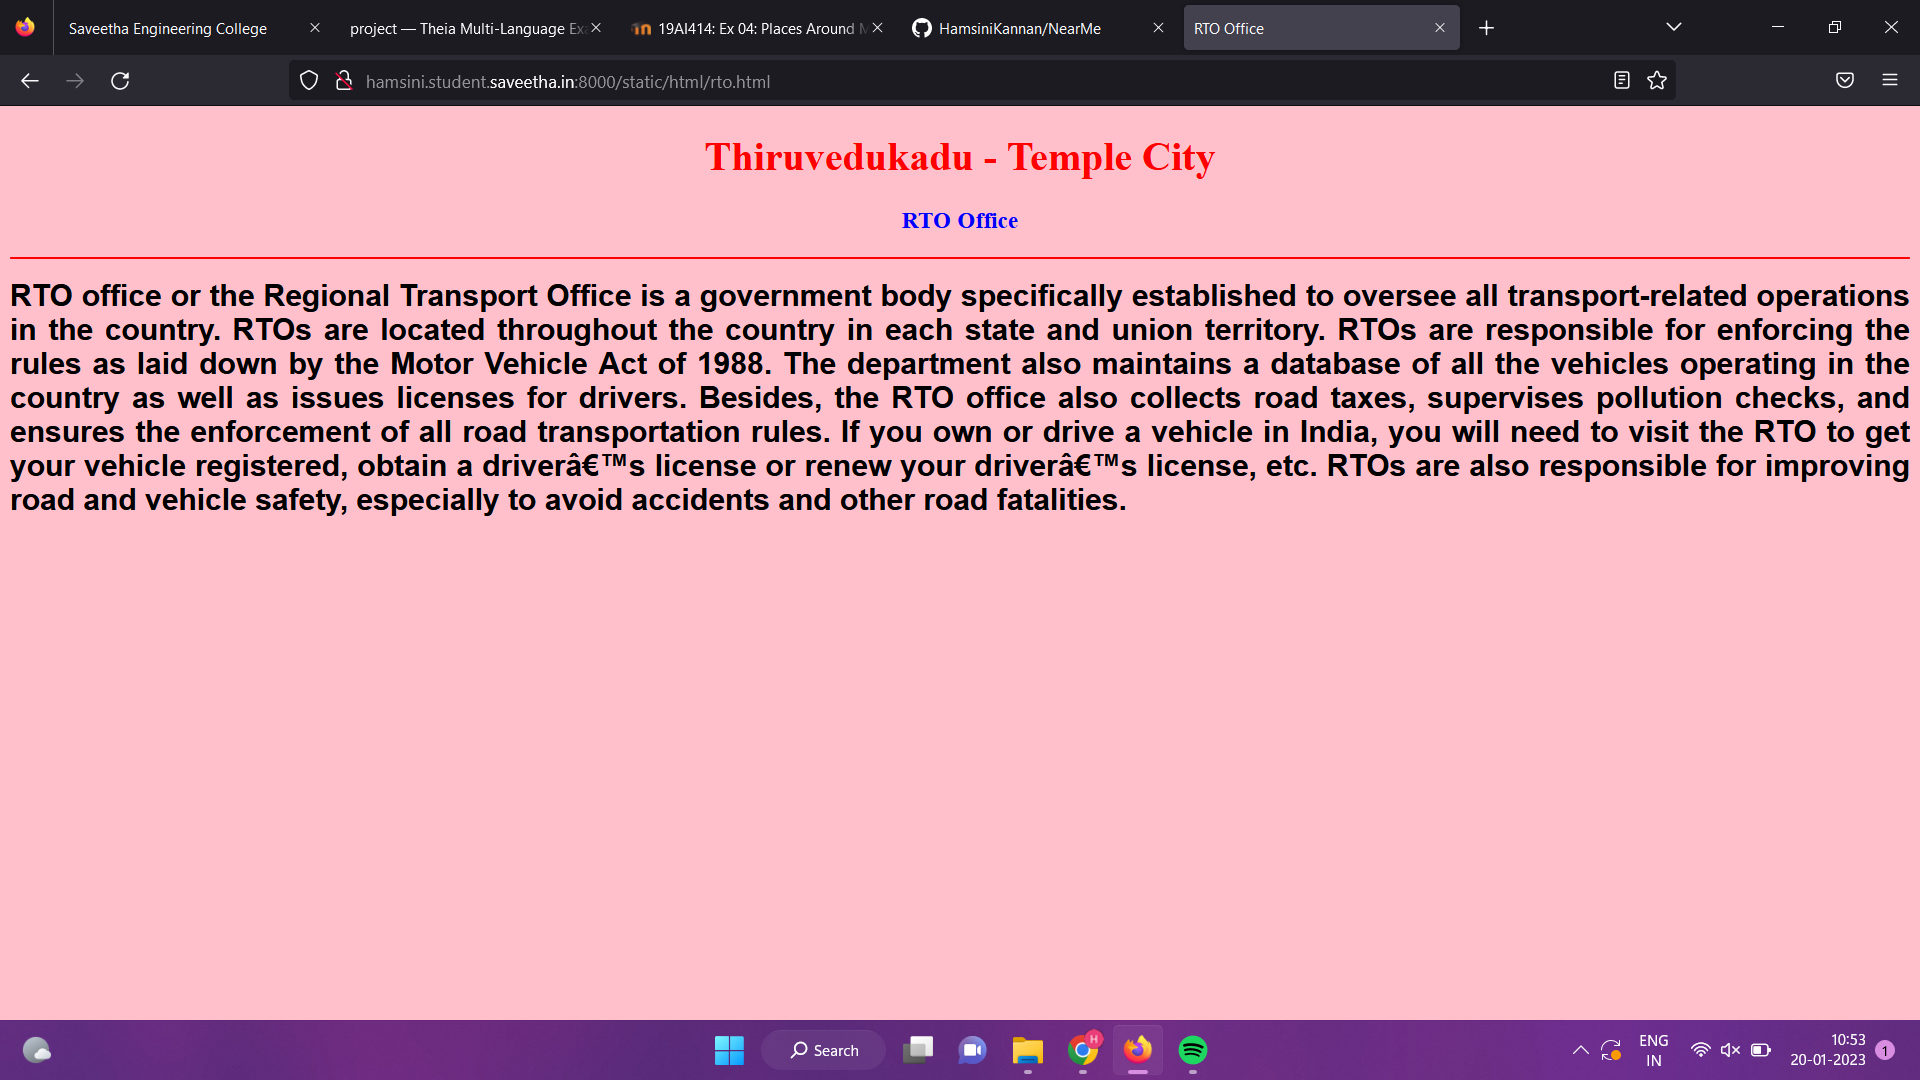 Saveetha Engineering College
project — Theia Multi-Language Exa
19AI414: Ex 04: Places Around M
HamsiniKannan/NearMe
RTO Office
hamsini.student.saveetha.in:8000/static/html/rto.html
Thiruvedukadu - Temple City
RTO Office
RTO office or the Regional Transport Office is a government body specifically established to oversee all transport-related operations
in the country. RTOs are located throughout the country in each state and union territory. RTOs are responsible for enforcing the
rules as laid down by the Motor Vehicle Act of 1988. The department also maintains a database of all the vehicles operating in the
country as well as issues licenses for drivers. Besides, the RTO office also collects road taxes, supervises pollution checks, and
ensures the enforcement of all road transportation rules. If you own or drive a vehicle in India, you will need to visit the RTO to get
your vehicle registered, obtain a driverâ€™s license or renew your driverâ€™s license, etc. RTOs are also responsible for improving
road and vehicle safety, especially to avoid accidents and other road fatalities.
Search
H
ENG
IN
10:53
20-01-2023
1